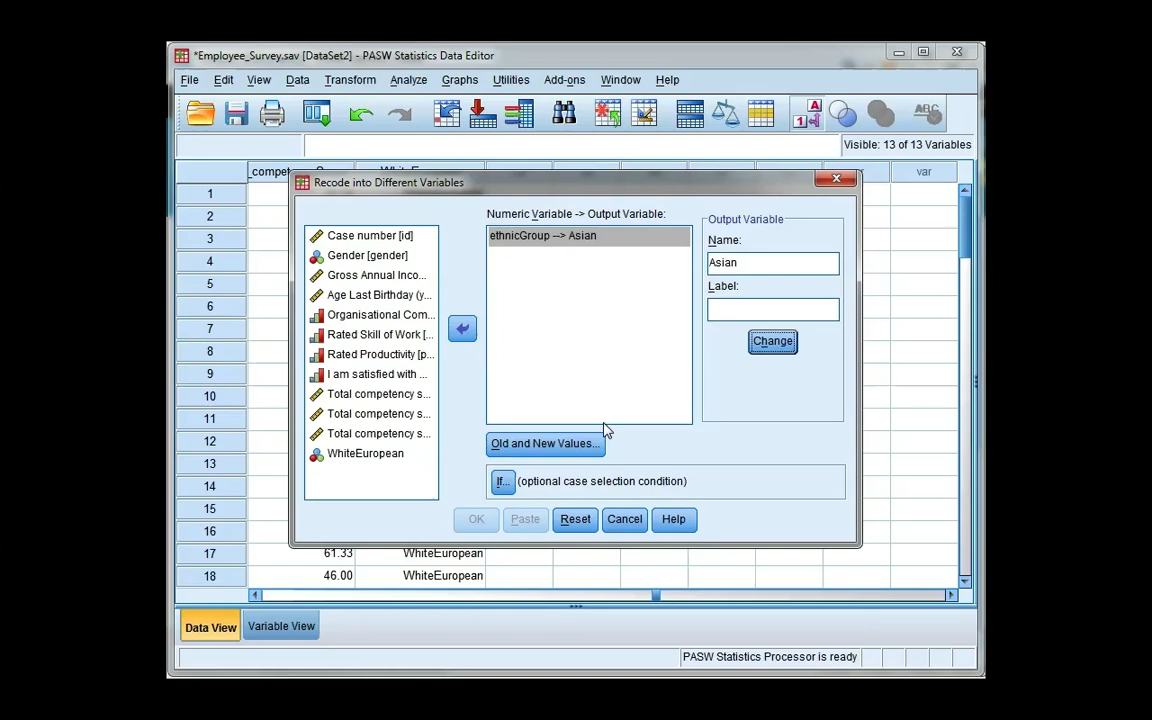 *Employee_Survey.sav [DataSet2] - PASW Statistics Data Editor
File Edit View Data Transform Analyze Graphs Utilities Add-ons Window Help
Visible: 13 of 13 Variables
var
Recode into Different Variables
Case number [id]
Gender [gender]
Gross Annual Inco...
Age Last Birthday (y...
Organisational Com...
Rated Skill of Work [...
Rated Productivity [p...
I am satisfied with ...
Total competency s...
Total competency s...
Total competency s...
WhiteEuropean
Numeric Variable -> Output Variable:
ethnicGroup --> Asian
Output Variable
Name:
Asian
Label:
Change
Old and New Values...
If... (optional case selection condition)
OK Paste Reset Cancel Help
1
2
3
4
5
6
7
8
9
10
11
12
13
14
15
16
17 61.33 WhiteEuropean
18 46.00 WhiteEuropean
Data View Variable View
PASW Statistics Processor is ready